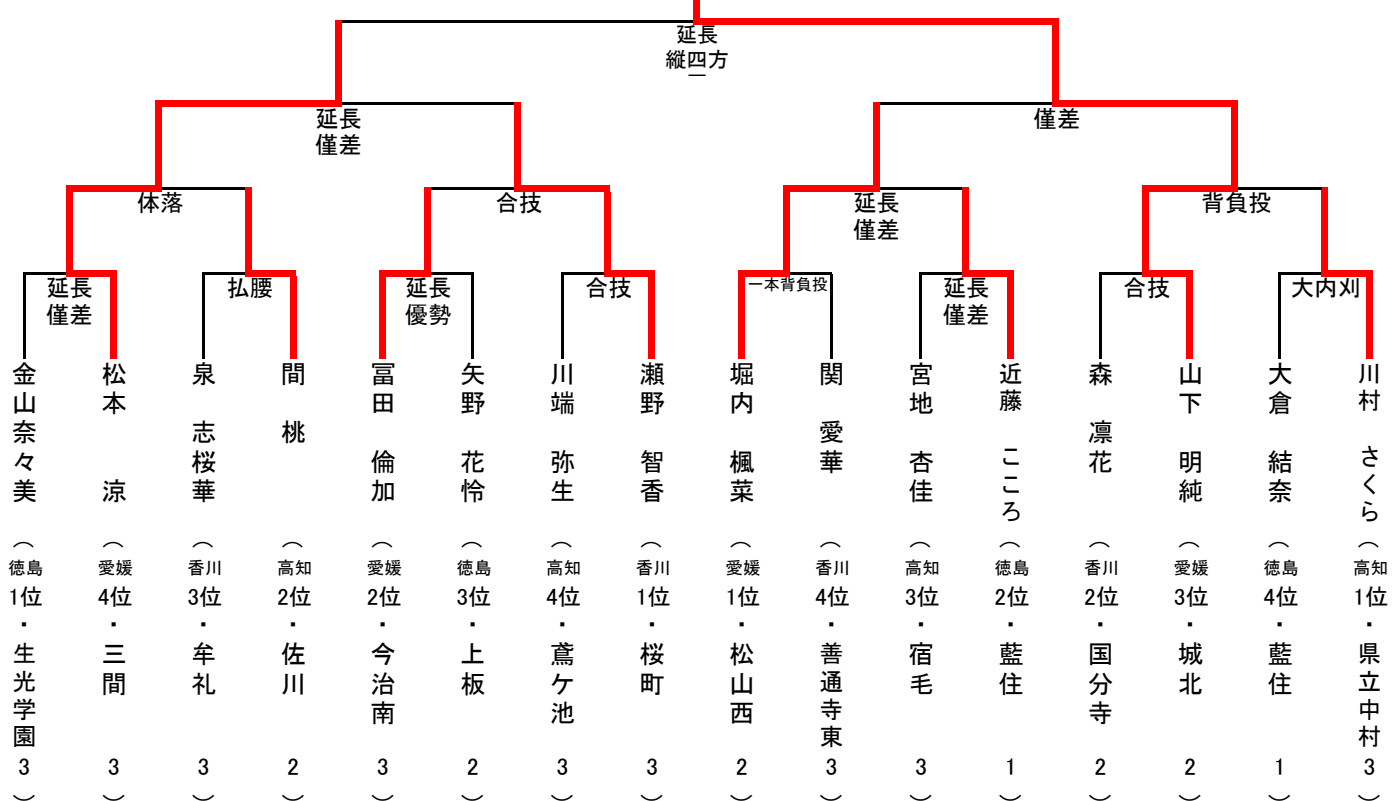 延長
縦四方
延長
僅差
僅差
体落
合技
延長
僅差
背負投
延長
僅差
払腰
延長
優勢
合技
一本背負投
延長
僅差
合技
大内刈
金山奈々美（徳島1位・生光学園3）
松本　涼（愛媛4位・三間3）
泉　志桜華（香川3位・牟礼3）
間　桃（高知2位・佐川2）
冨田　倫加（愛媛2位・今治南3）
矢野　花怜（徳島3位・上板2）
川端　弥生（高知4位・鳶ケ池3）
瀬野　智香（香川1位・桜町3）
堀内　楓菜（愛媛1位・松山西2）
関　愛華（香川4位・善通寺東3）
宮地　杏佳（高知3位・宿毛3）
近藤　こころ（徳島2位・藍住1）
森　凛花（香川2位・国分寺2）
山下　明純（愛媛3位・城北2）
大倉　結奈（徳島4位・藍住1）
川村　さくら（高知1位・県立中村3）